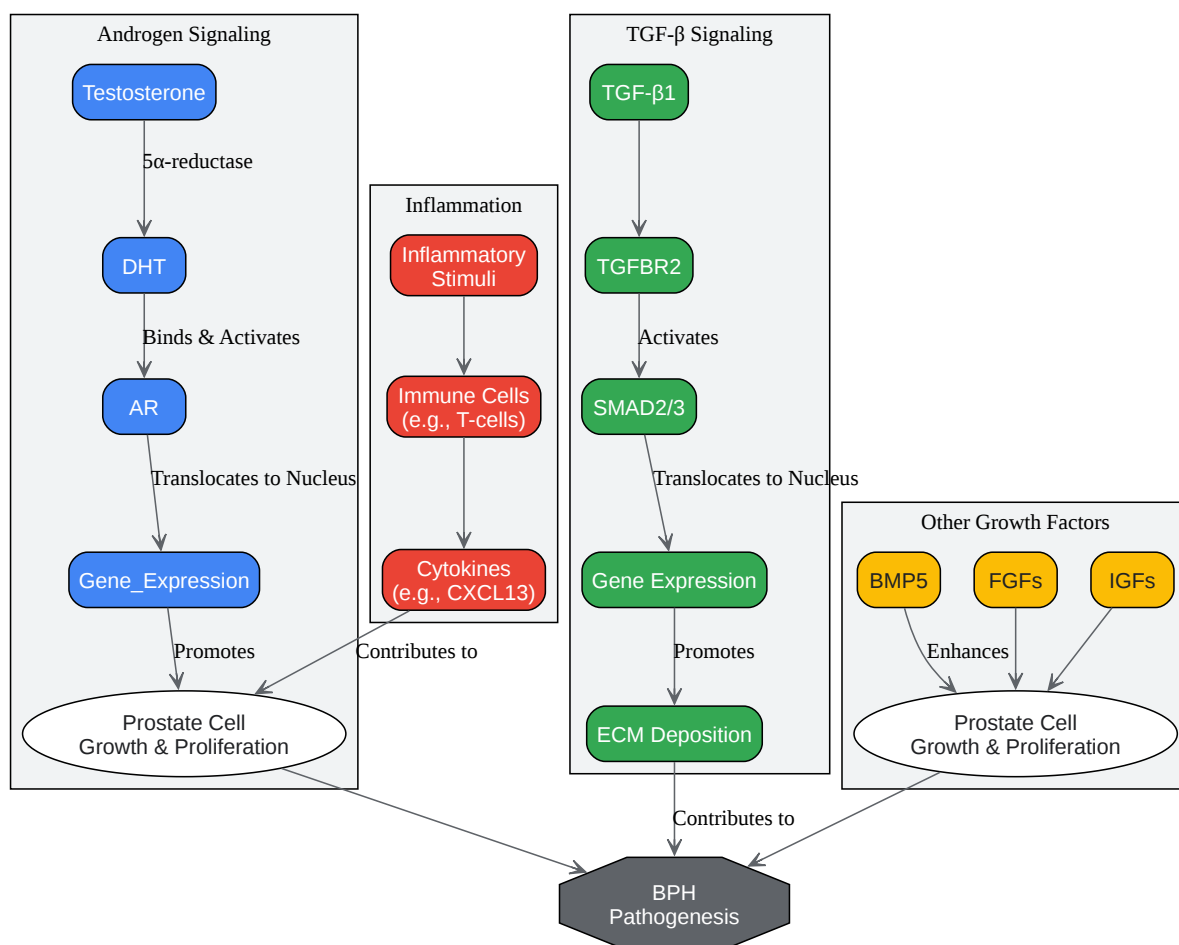 Androgen Signaling
Testosterone
5α-reductase
DHT
Binds & Activates
AR
Translocates to Nucleus
Gene_Expression
Promotes
Prostate Cell
Growth & Proliferation
Inflammation
Inflammatory
Stimuli
Immune Cells
(e.g., T-cells)
Cytokines
(e.g., CXCL13)
Contributes to
TGF-β Signaling
TGF-β1
TGFBR2
Activates
SMAD2/3
Translocates to Nucleus
Gene Expression
Promotes
ECM Deposition
Contributes to
Other Growth Factors
BMP5
FGFs
IGFs
Enhances
Prostate Cell
Growth & Proliferation
BPH
Pathogenesis